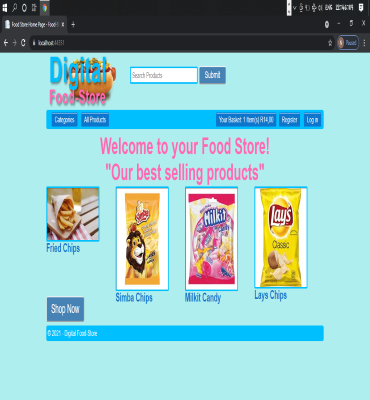 ENG
Food Store Home Page - Food S
localhost:44391
Paused
Digital
Food Store
Search Products
Submit
Categories
All Products
Your Basket: 1 Item(s) R14,00
Register
Log in
Welcome to your Food Store!
"Our best selling products"
Simba
Milkit
Lay's
Classic
Fried Chips
Simba Chips
Milkit Candy
Lays Chips
Shop Now
© 2021 - Digital Food Store